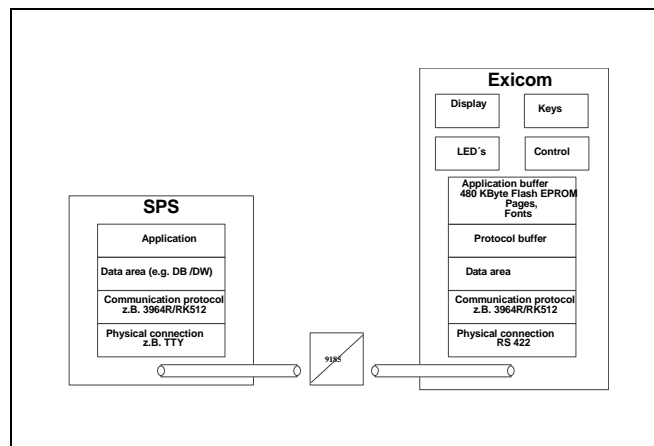 SPS
Application
Data area (e.g. DB /DW)
Communication protocol
z.B. 3964R/RK512
Physical connection
z.B. TTY
9185
Exicom
Display
Keys
LED´s
Control
Application buffer
480 KByte Flash EPROM
Pages,
Fonts
Protocol buffer
Data area
Communication protocol
z.B. 3964R/RK512
Physical connection
RS 422